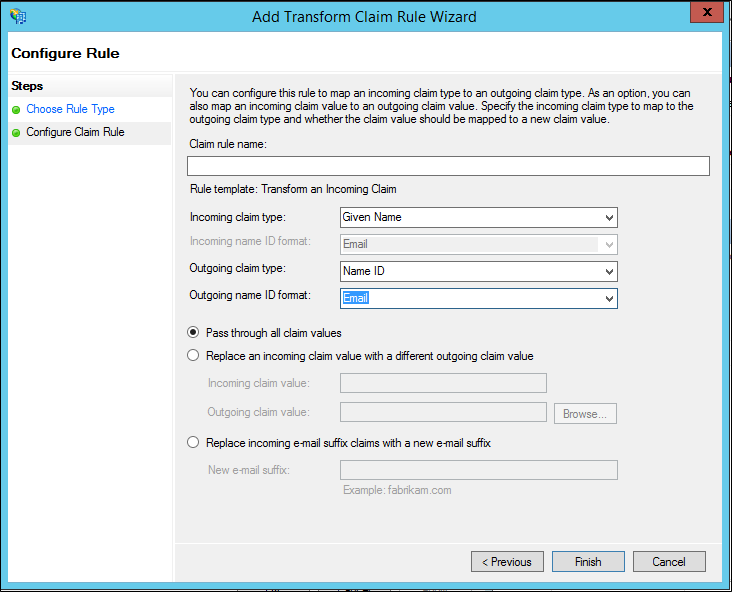 Add Transform Claim Rule Wizard
X
Configure Rule
Steps
Choose Rule Type
Configure Claim Rule
You can configure this rule to map an incoming claim type to an outgoing claim type. As an option, you can
also map an incoming claim value to an outgoing claim value. Specify the incoming claim type to map to the
outgoing claim type and whether the claim value should be mapped to a new claim value.
Claim rule name:
Rule template: Transform an Incoming Claim
Incoming claim type: Given Name
Incoming name ID format: Email
Outgoing claim type: Name ID
Outgoing name ID format: Email
Pass through all claim values
Replace an incoming claim value with a different outgoing claim value
Incoming claim value:
Outgoing claim value: Browse...
Replace incoming e-mail suffix claims with a new e-mail suffix
New e-mail suffix:
Example: fabrikam.com
< Previous Finish Cancel